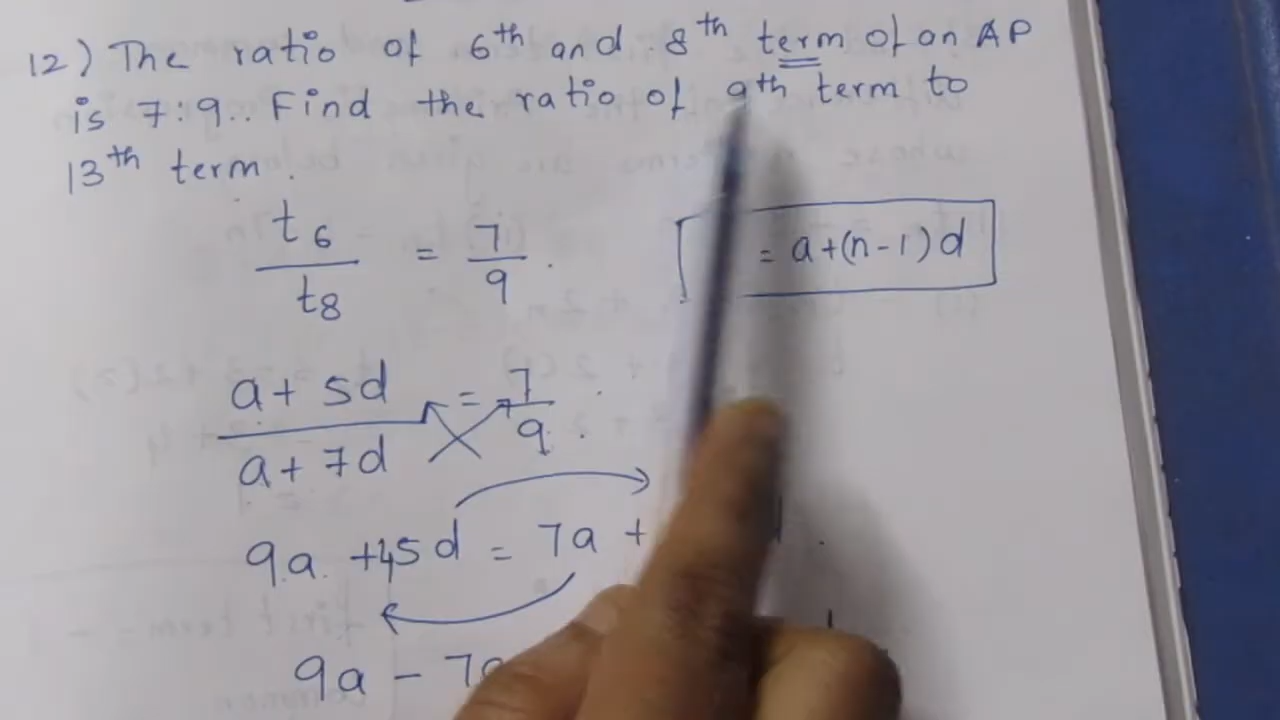 12) The ratio of 6th and 8th term of an AP
is 7:9.. Find the ratio of 9th term to
13th term.
t6 / t8 = 7 / 9 .
= a+(n-1)d
a+ 5d / a+ 7d = 7 / 9 .
9a +45d = 7a +
9a - 7a